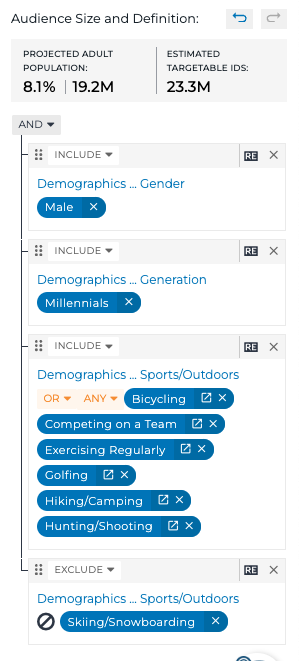 Audience Size and Definition:
PROJECTED ADULT
POPULATION:
8.1% | 19.2M
ESTIMATED
TARGETABLE IDS:
23.3M
AND
INCLUDE
RE
Demographics ... Gender
Male
INCLUDE
RE
Demographics ... Generation
Millennials
INCLUDE
RE
Demographics ... Sports/Outdoors
OR ANY Bicycling
Competing on a Team
Exercising Regularly
Golfing
Hiking/Camping
Hunting/Shooting
EXCLUDE
RE
Demographics ... Sports/Outdoors
Skiing/Snowboarding